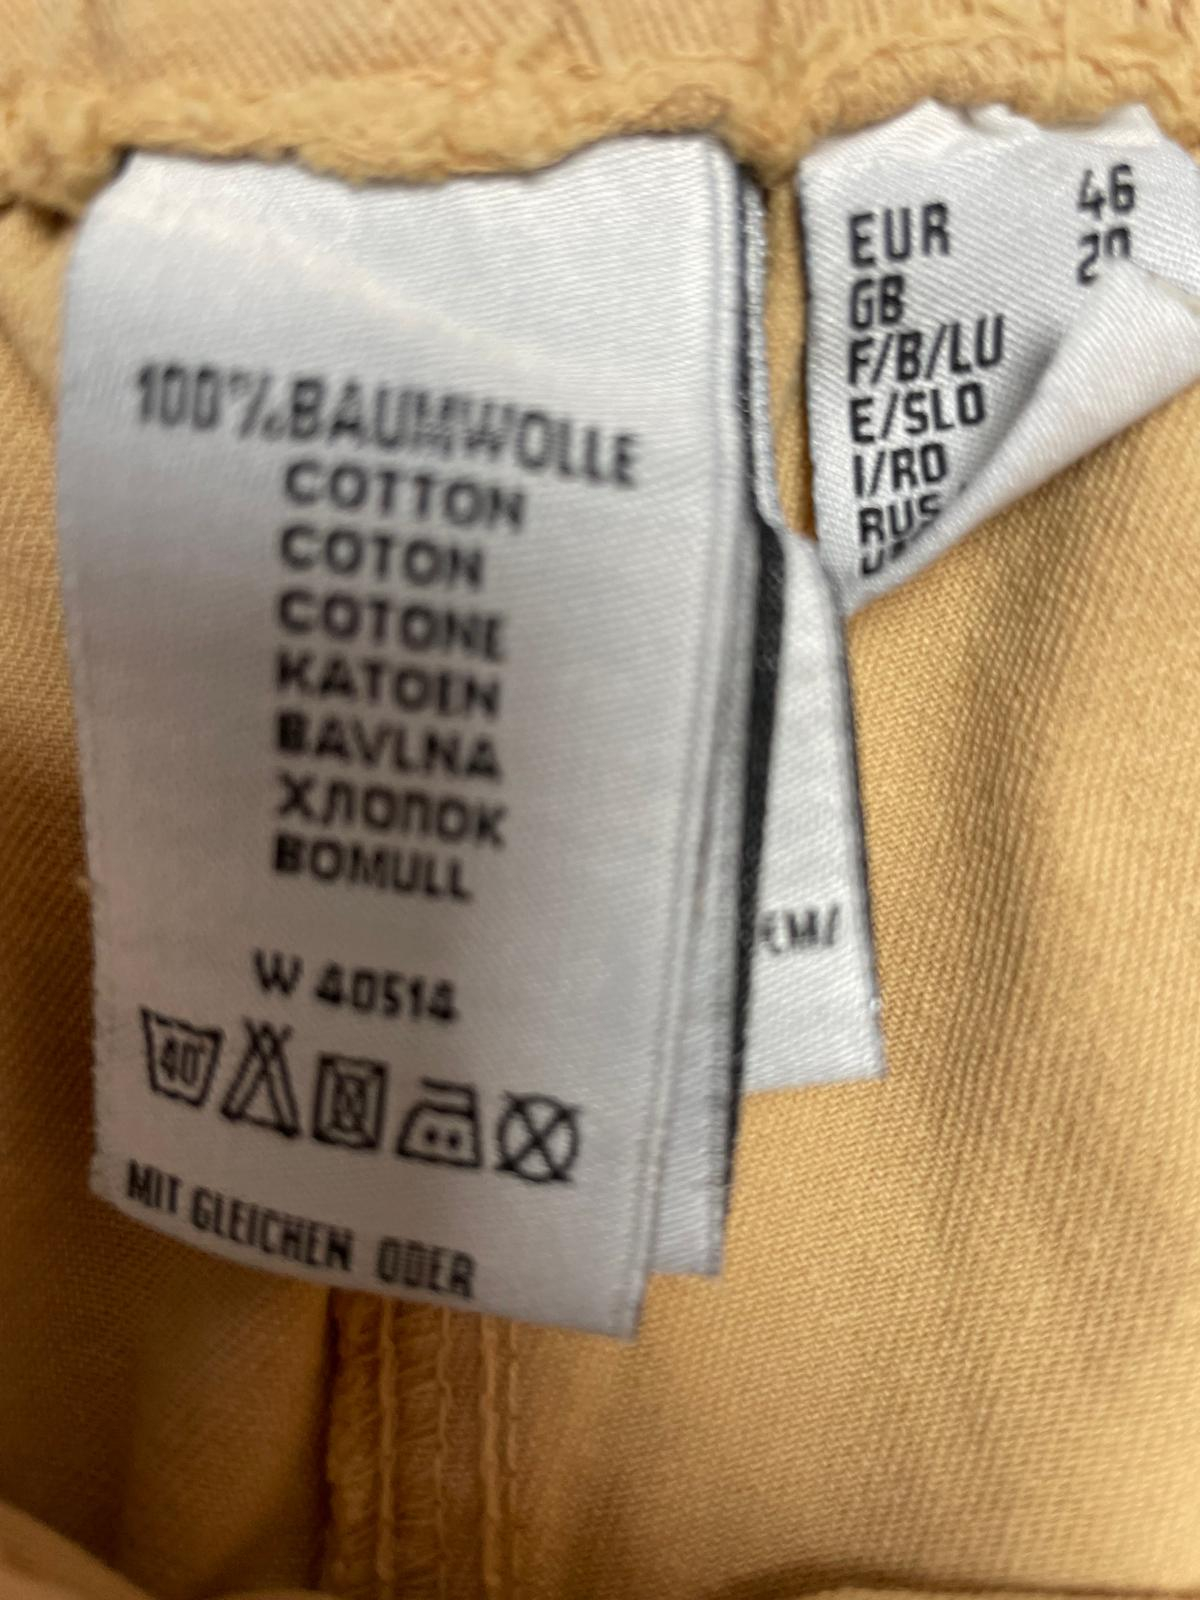 100%BAUMWOLLE
COTTON
COTON
COTONE
KATOEN
BAVLNA
ХЛОПОК
BOMULL
W 40514
40°
MIT GLEICHEN ODER
EUR 46
GB
F/B/LU
E/SLO
I/RO
RUS